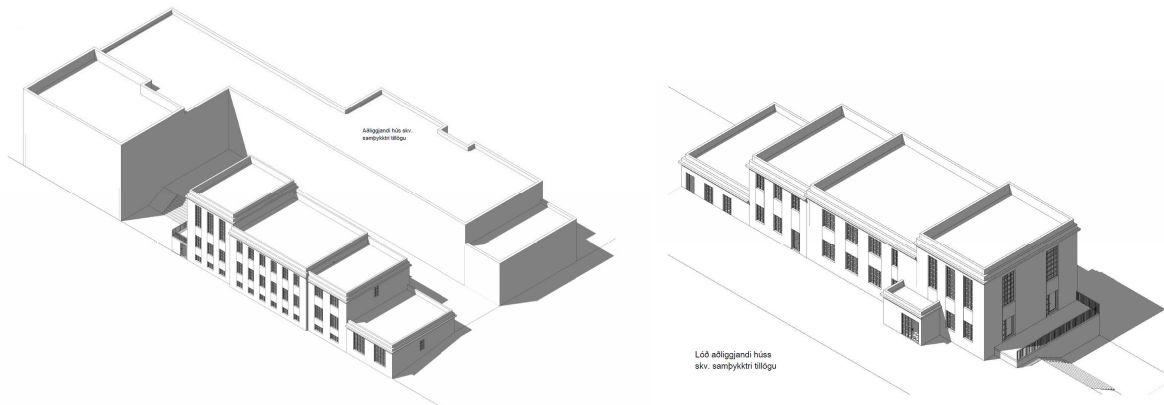 Aðliggjandi hús skv.
samþykktri tillögu
Lóð aðliggjandi húss
skv. samþykktri tillögu